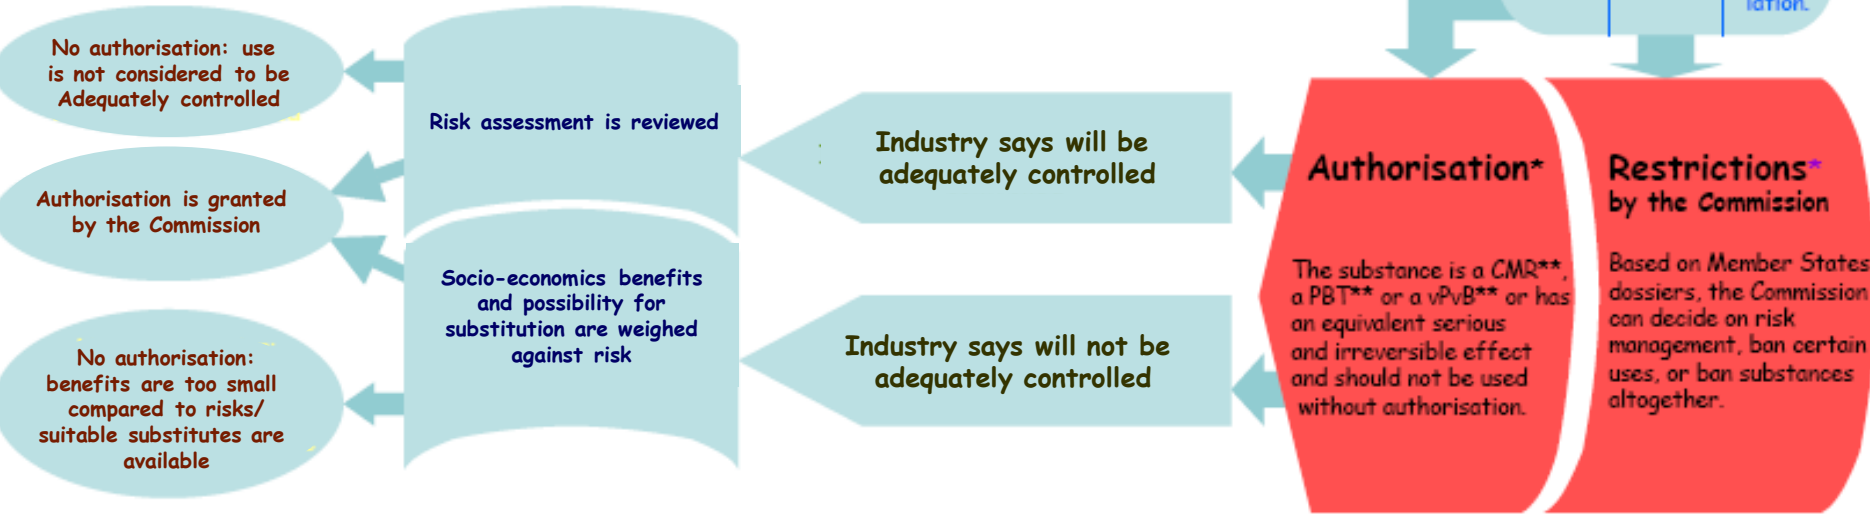 lation.
No authorisation: use
is not considered to be
Adequately controlled
Authorisation is granted
by the Commission
No authorisation:
benefits are too small
compared to risks/
suitable substitutes are
available
Risk assessment is reviewed
Socio-economics benefits
and possibility for
substitution are weighed
against risk
Industry says will be
adequately controlled
Industry says will not be
adequately controlled
Authorisation*
The substance is a CMR**,
a PBT** or a vPvB** or has
an equivalent serious
and irreversible effect
and should not be used
without authorisation.
Restrictions*
by the Commission
Based on Member States
dossiers, the Commission
can decide on risk
management, ban certain
uses, or ban substances
altogether.